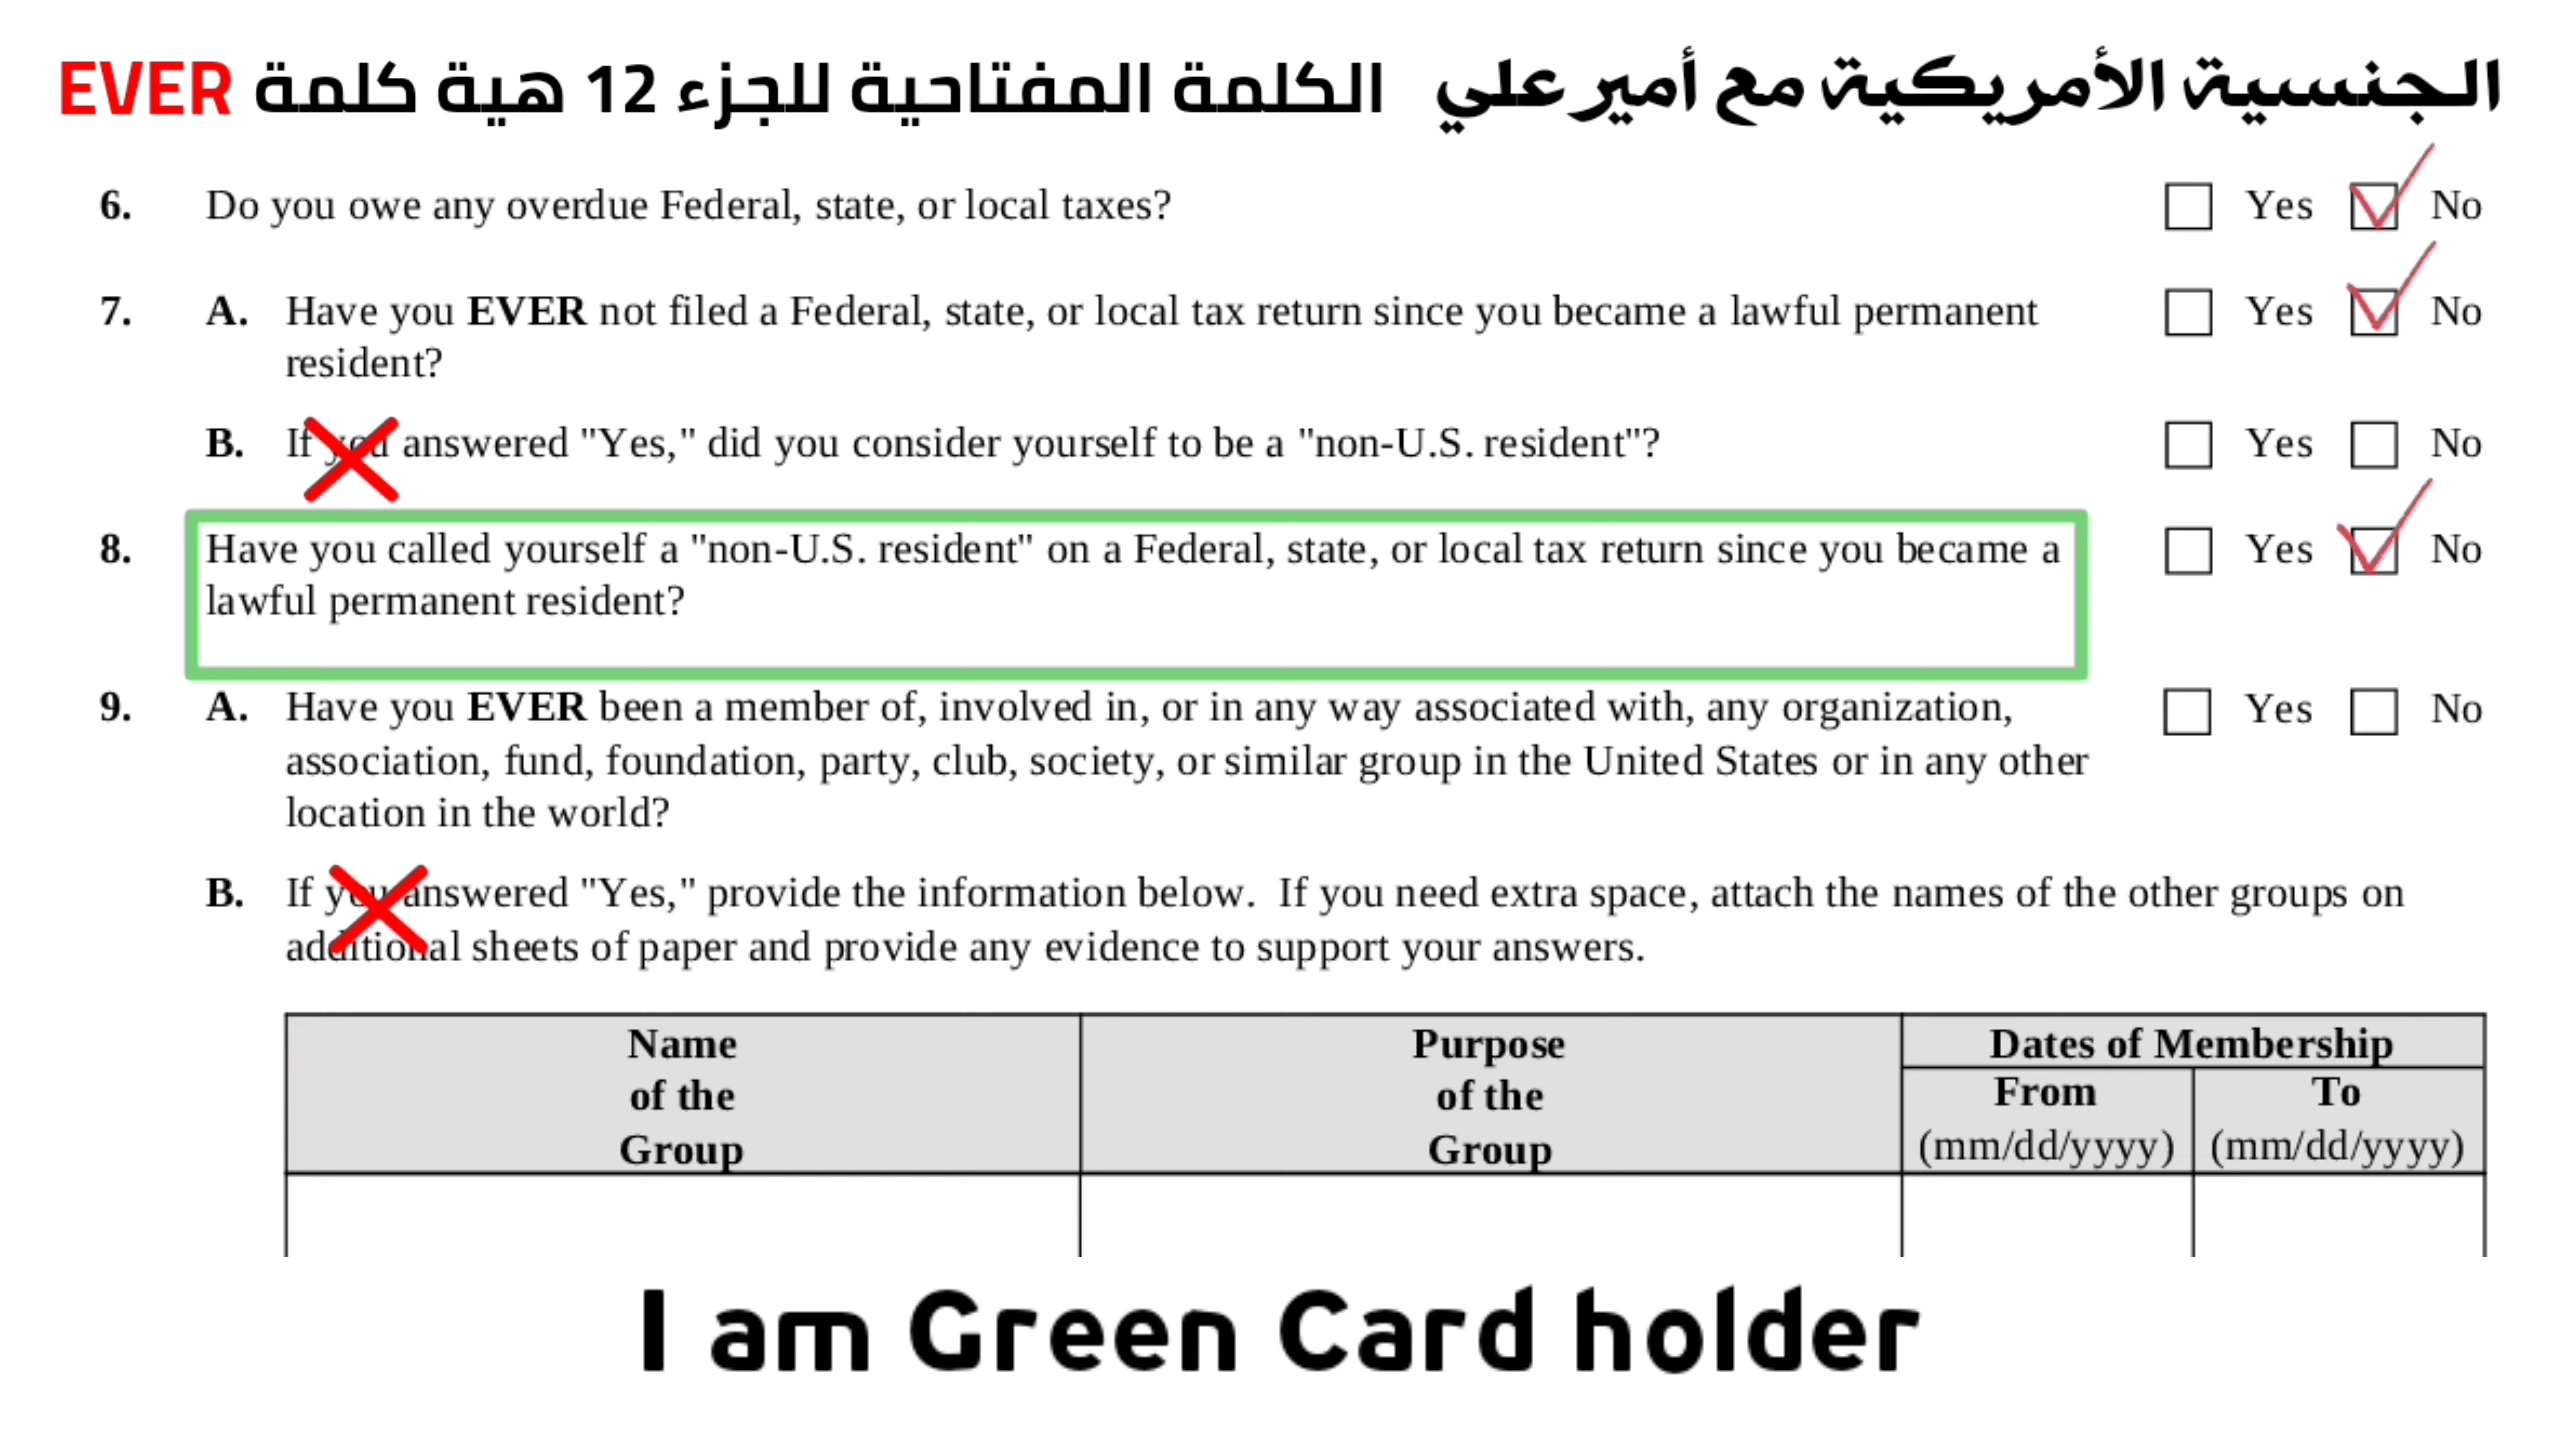 الجنسية الأمريكية مع أمير علي الكلمة المفتاحية للجزء 12 هية كلمة EVER
6. Do you owe any overdue Federal, state, or local taxes? Yes No
7. A. Have you EVER not filed a Federal, state, or local tax return since you became a lawful permanent Yes No
resident?
B. If you answered "Yes," did you consider yourself to be a "non-U.S. resident"? Yes No
8. Have you called yourself a "non-U.S. resident" on a Federal, state, or local tax return since you became a Yes No
lawful permanent resident?
9. A. Have you EVER been a member of, involved in, or in any way associated with, any organization, Yes No
association, fund, foundation, party, club, society, or similar group in the United States or in any other
location in the world?
B. If you answered "Yes," provide the information below. If you need extra space, attach the names of the other groups on
additional sheets of paper and provide any evidence to support your answers.
Name
of the
Group
Purpose
of the
Group
Dates of Membership
From
(mm/dd/yyyy)
To
(mm/dd/yyyy)
I am Green Card holder